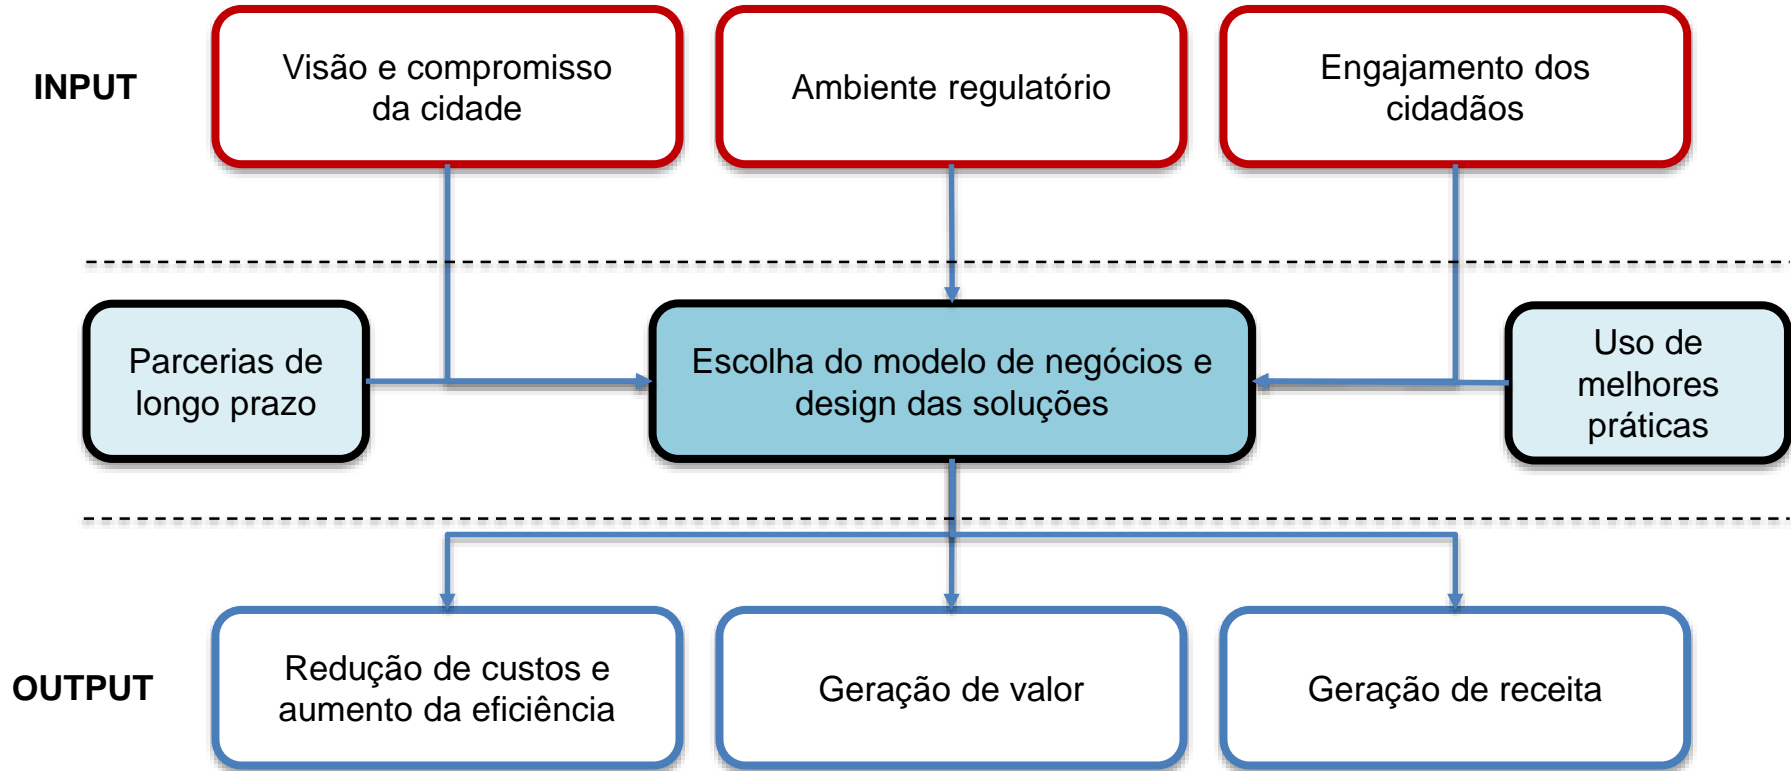 INPUT
Visão e compromisso
da cidade
Ambiente regulatório
Engajamento dos
cidadãos
Parcerias de
longo prazo
Escolha do modelo de negócios e
design das soluções
Uso de
melhores
práticas
OUTPUT
Redução de custos e
aumento da eficiência
Geração de valor
Geração de receita